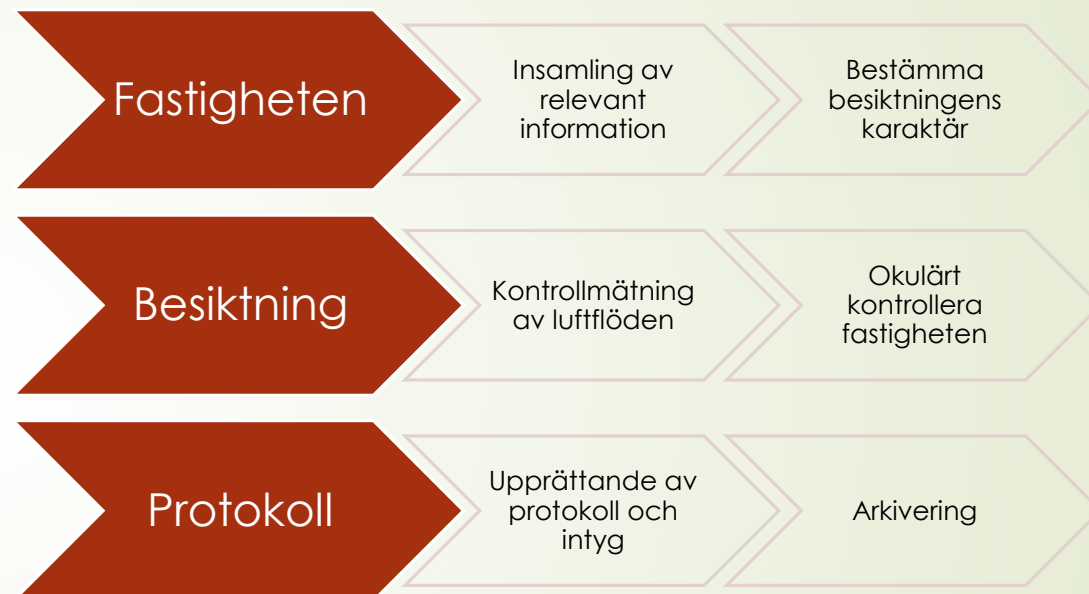 Fastigheten
Insamling av
relevant
information
Bestämma
besiktningens
karaktär
Besiktning
Kontrollmätning
av luftflöden
Okulärt
kontrollera
fastigheten
Protokoll
Upprättande av
protokoll och
intyg
Arkivering